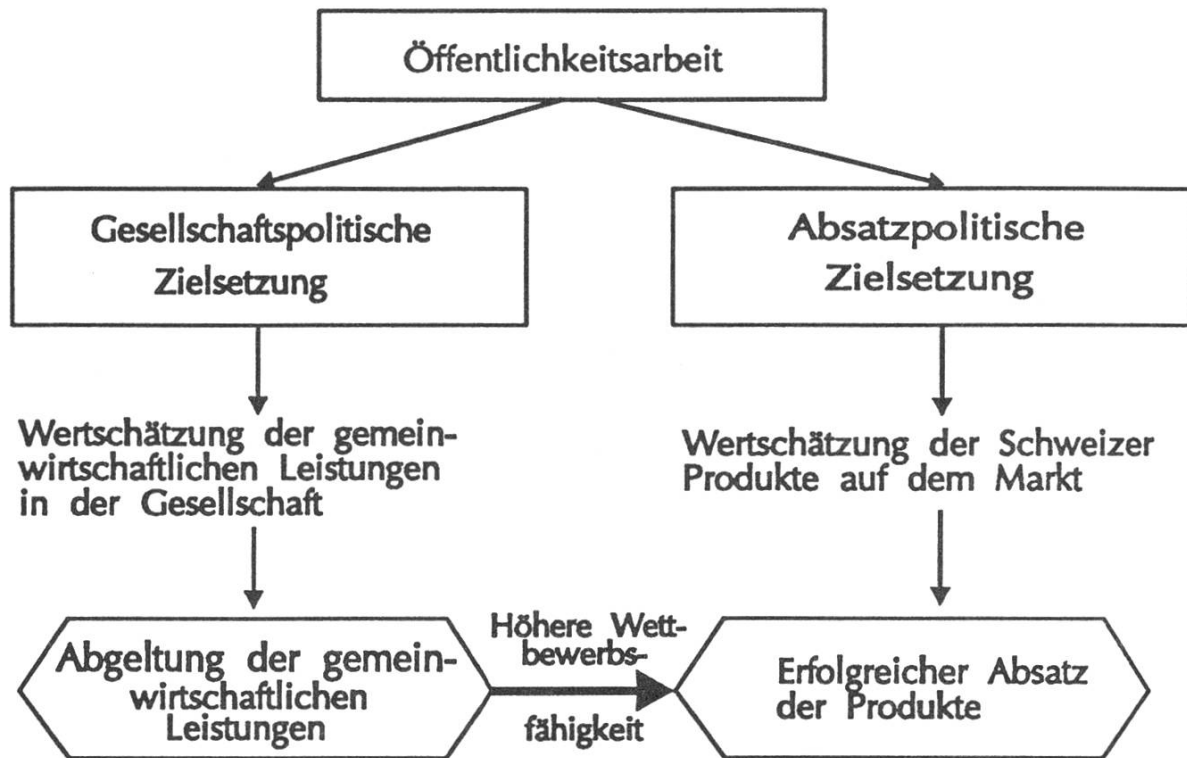 Öffentlichkeitsarbeit
Gesellschaftspolitische
Zielsetzung
Absatzpolitische
Zielsetzung
Wertschätzung der gemein-
wirtschaftlichen Leistungen
in der Gesellschaft
Wertschätzung der Schweizer
Produkte auf dem Markt
Abgeltung der gemein-
wirtschaftlichen
Leistungen
Höhere Wett-
bewerbs-
fähigkeit
Erfolgreicher Absatz
der Produkte